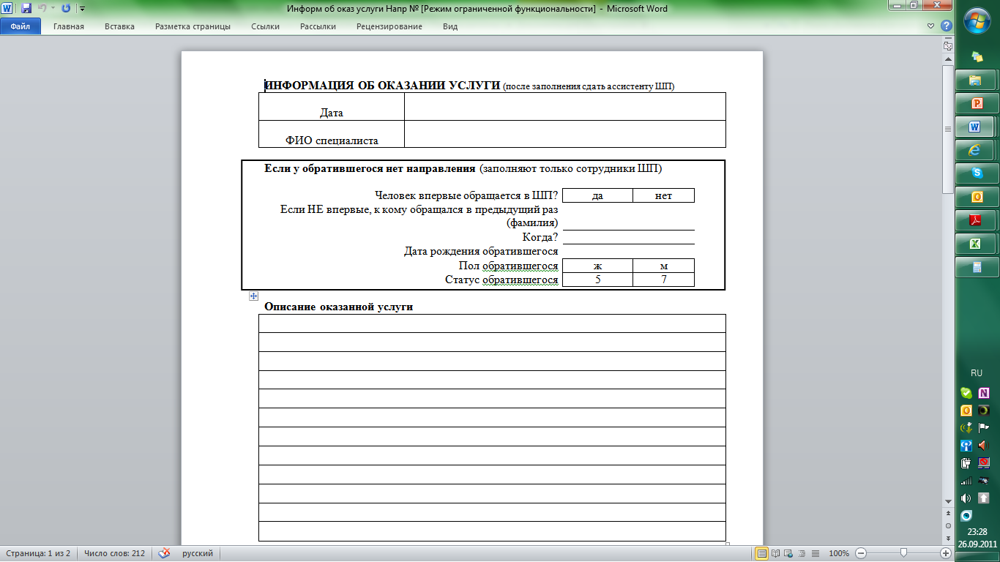 Информ об оказ услуги Напр № [Режим ограниченной функциональности] - Microsoft Word
Файл Главная Вставка Разметка страницы Ссылки Рассылки Рецензирование Вид
ИНФОРМАЦИЯ ОБ ОКАЗАНИИ УСЛУГИ (после заполнения сдать ассистенту ШП)
Дата
ФИО специалиста
Если у обратившегося нет направления (заполняют только сотрудники ШП)
Человек впервые обращается в ШП? да нет
Если НЕ впервые, к кому обращался в предыдущий раз
(фамилия)
Когда?
Дата рождения обратившегося
Пол обратившегося ж м
Статус обратившегося 5 7
Описание оказанной услуги
RU
23:28
26.09.2011
Страница: 1 из 2 Число слов: 212 русский 100%